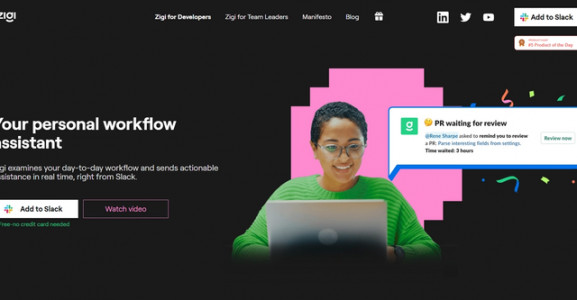 zigi
Zigi for Developers Zigi for Team Leaders Manifesto Blog
Add to Slack
#5 Product of the Day
Your personal workflow
assistant
Zigi examines your day-to-day workflow and sends actionable
assistance in real time, right from Slack.
Add to Slack
Watch video
Free-no credit card needed
PR waiting for review
@Rene Sharpe asked to remind you to review
a PR: Parse interesting fields from settings.
Time waited: 3 hours
Review now